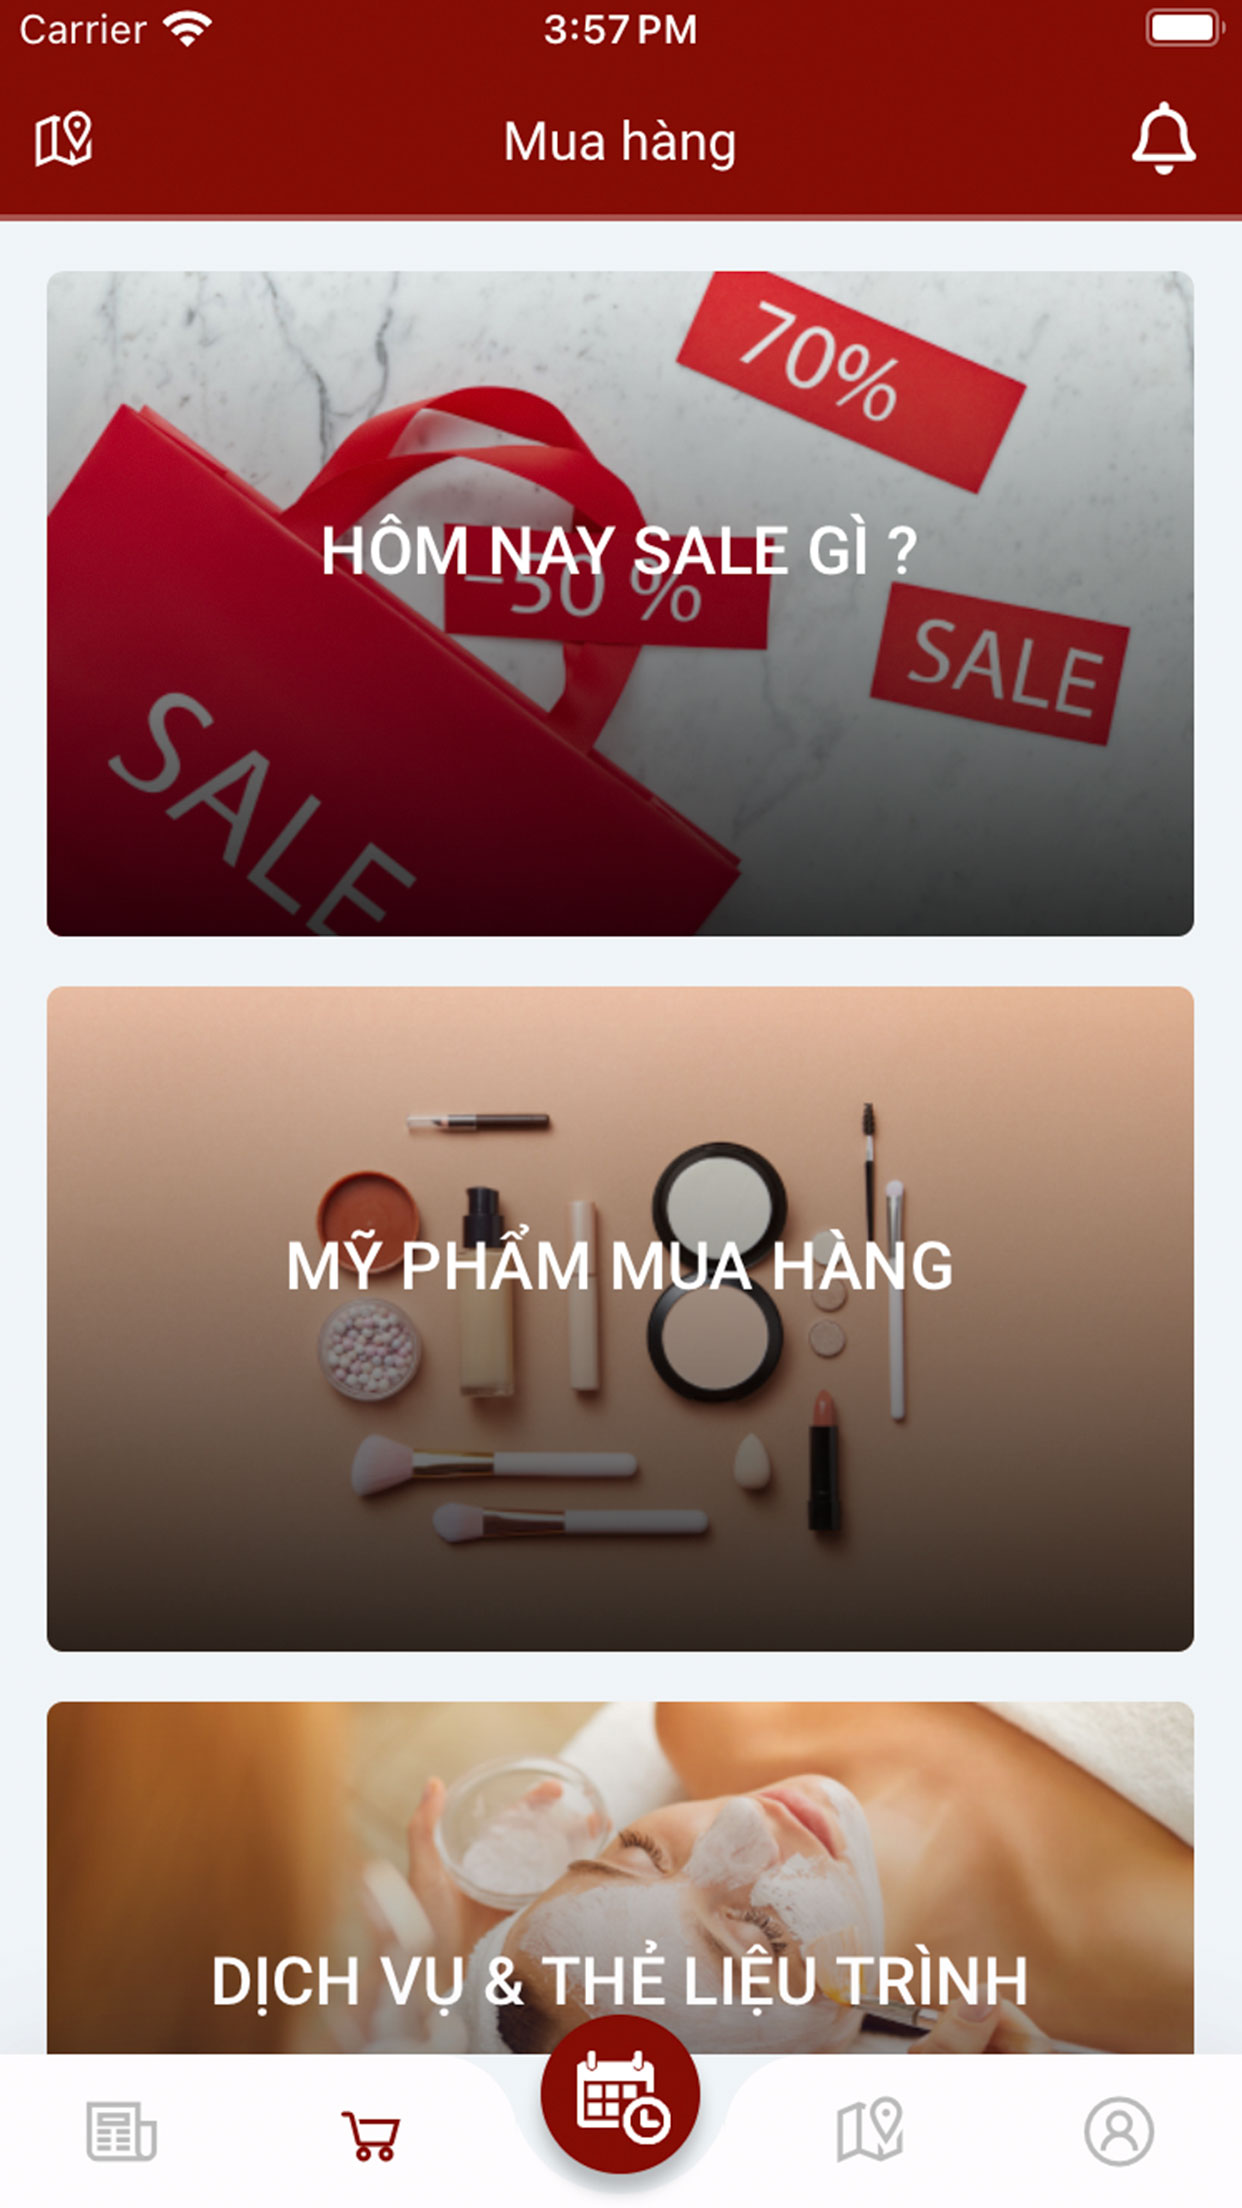 Carrier 3:57 PM
Mua hàng
70%
HÔM NAY SALE GÌ ?
-50 %
SALE
SALE
MỸ PHẨM MUA HÀNG
DỊCH VỤ & THẺ LIỆU TRÌNH